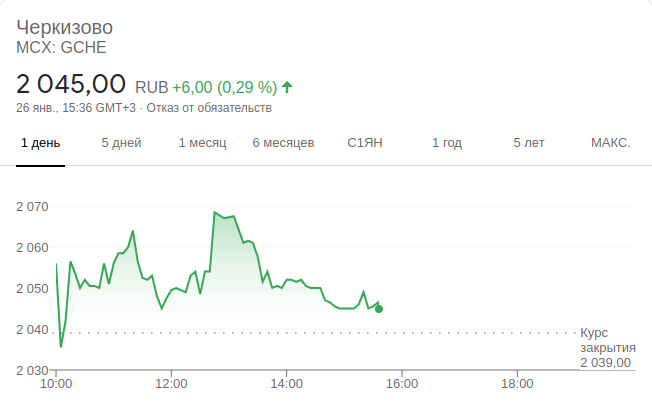 Черкизово
MCX: GCHE
2 045,00 RUB +6,00 (0,29 %)
26 янв., 15:36 GMT+3 · Отказ от обязательств
1 день 5 дней 1 месяц 6 месяцев С1ЯН 1 год 5 лет МАКС.
2 070
2 060
2 050
2 040
Курс
закрытия
2 039,00
2 030
10:00 12:00 14:00 16:00 18:00